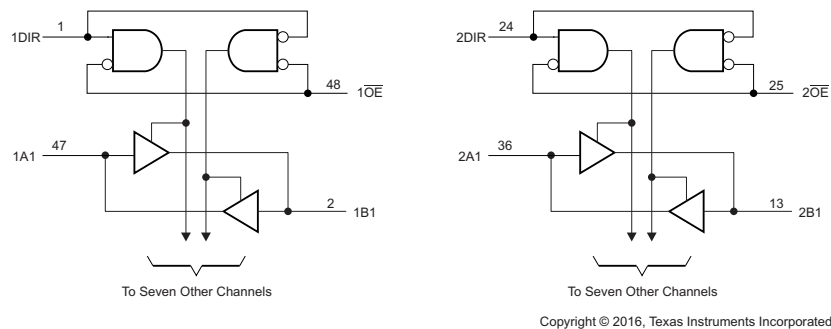 1DIR 1
48 1OE
1A1 47
2 1B1
To Seven Other Channels
2DIR 24
25 2OE
2A1 36
13 2B1
To Seven Other Channels
Copyright © 2016, Texas Instruments Incorporated